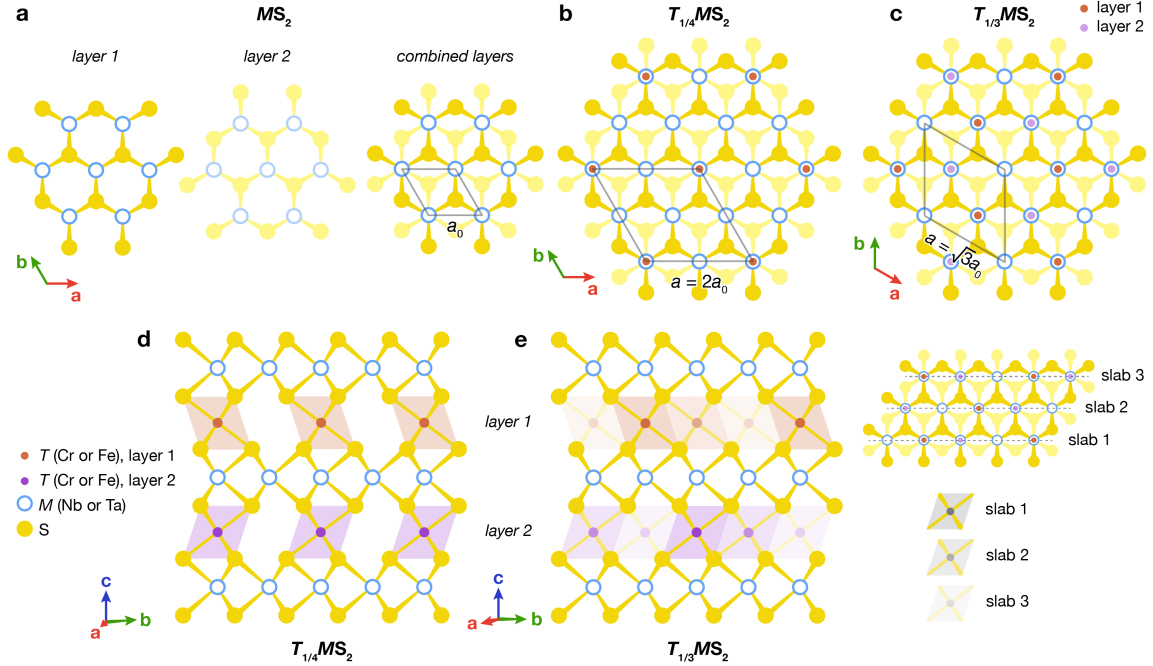 a
MS2
layer 1
layer 2
combined layers
a0
b
a
b
T1/4MS2
a = 2a0
b
a
c
T1/3MS2
layer 1
layer 2
a = √3a0
b
a
d
layer 1
layer 2
T (Cr or Fe), layer 1
T (Cr or Fe), layer 2
M (Nb or Ta)
S
c
b
a
T1/4MS2
e
c
a
b
T1/3MS2
slab 3
slab 2
slab 1
slab 1
slab 2
slab 3